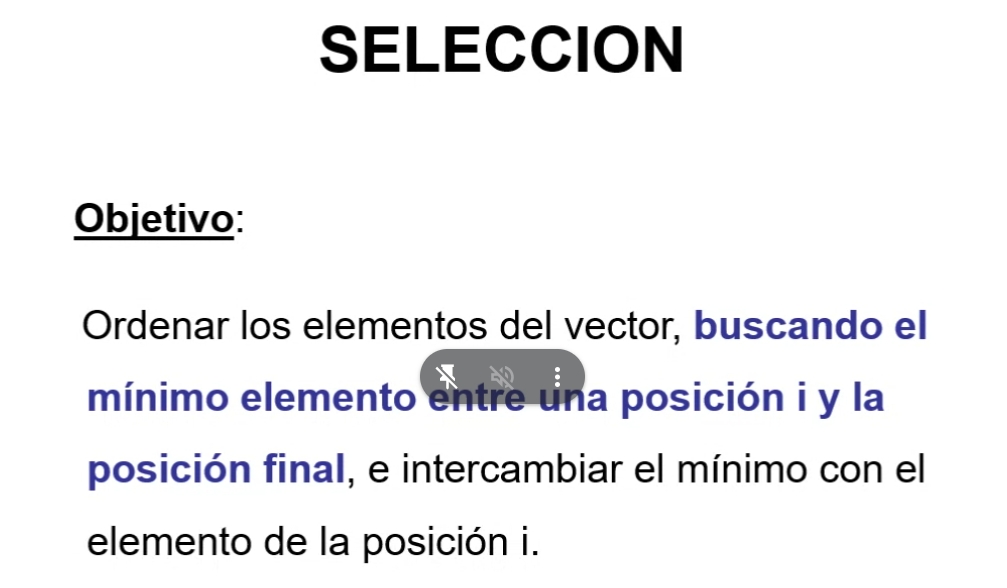 SELECCION
Objetivo:
Ordenar los elementos del vector, buscando el
mínimo elemento entre una posición i y la
posición final, e intercambiar el mínimo con el
elemento de la posición i.